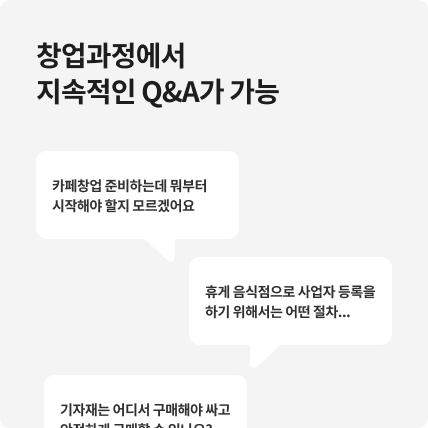 창업과정에서
지속적인 Q&A가 가능
카페창업 준비하는데 뭐부터
시작해야 할지 모르겠어요
휴게 음식점으로 사업자 등록을
하기 위해서는 어떤 절차...
기자재는 어디서 구매해야 싸고